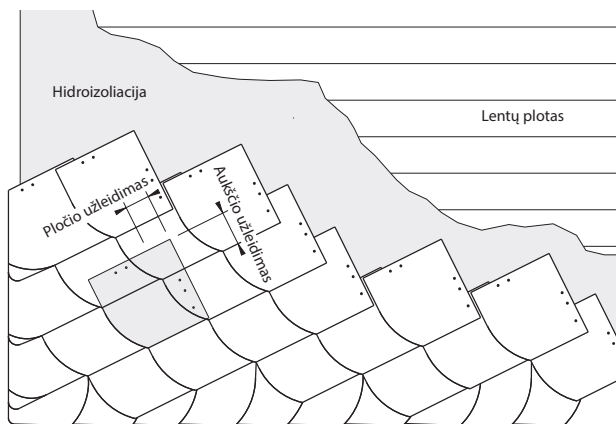 Hidroizoliacija
Lentų plotas
Pločio užleidimas
Aukščio užleidimas